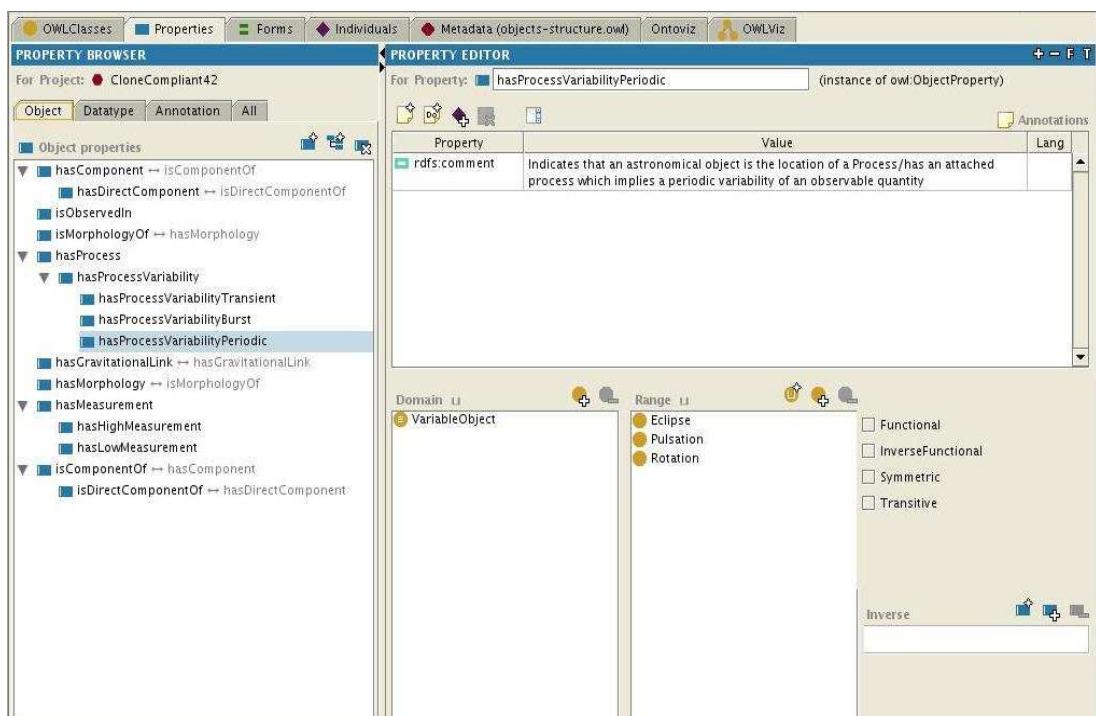 OWLClasses Properties Forms Individuals Metadata (objects-structure.owl) Ontoviz OWLViz
PROPERTY BROWSER
For Project: CloneCompliant42
Object Datatype Annotation All
Object properties
hasComponent ↔ isComponentOf
hasDirectComponent ↔ isDirectComponentOf
isObservedIn
isMorphologyOf ↔ hasMorphology
hasProcess
hasProcessVariability
hasProcessVariabilityTransient
hasProcessVariabilityBurst
hasProcessVariabilityPeriodic
hasGravitationalLink ↔ hasGravitationalLink
hasMorphology ↔ isMorphologyOf
hasMeasurement
hasHighMeasurement
hasLowMeasurement
isComponentOf ↔ hasComponent
isDirectComponentOf ↔ hasDirectComponent
PROPERTY EDITOR + − F T
For Property: hasProcessVariabilityPeriodic (instance of owl:ObjectProperty)
Annotations
Property Value Lang
rdfs:comment Indicates that an astronomical object is the location of a Process/has an attached
process which implies a periodic variability of an observable quantity
Domain ⊔
VariableObject
Range ⊔
Eclipse
Pulsation
Rotation
Functional
InverseFunctional
Symmetric
Transitive
Inverse